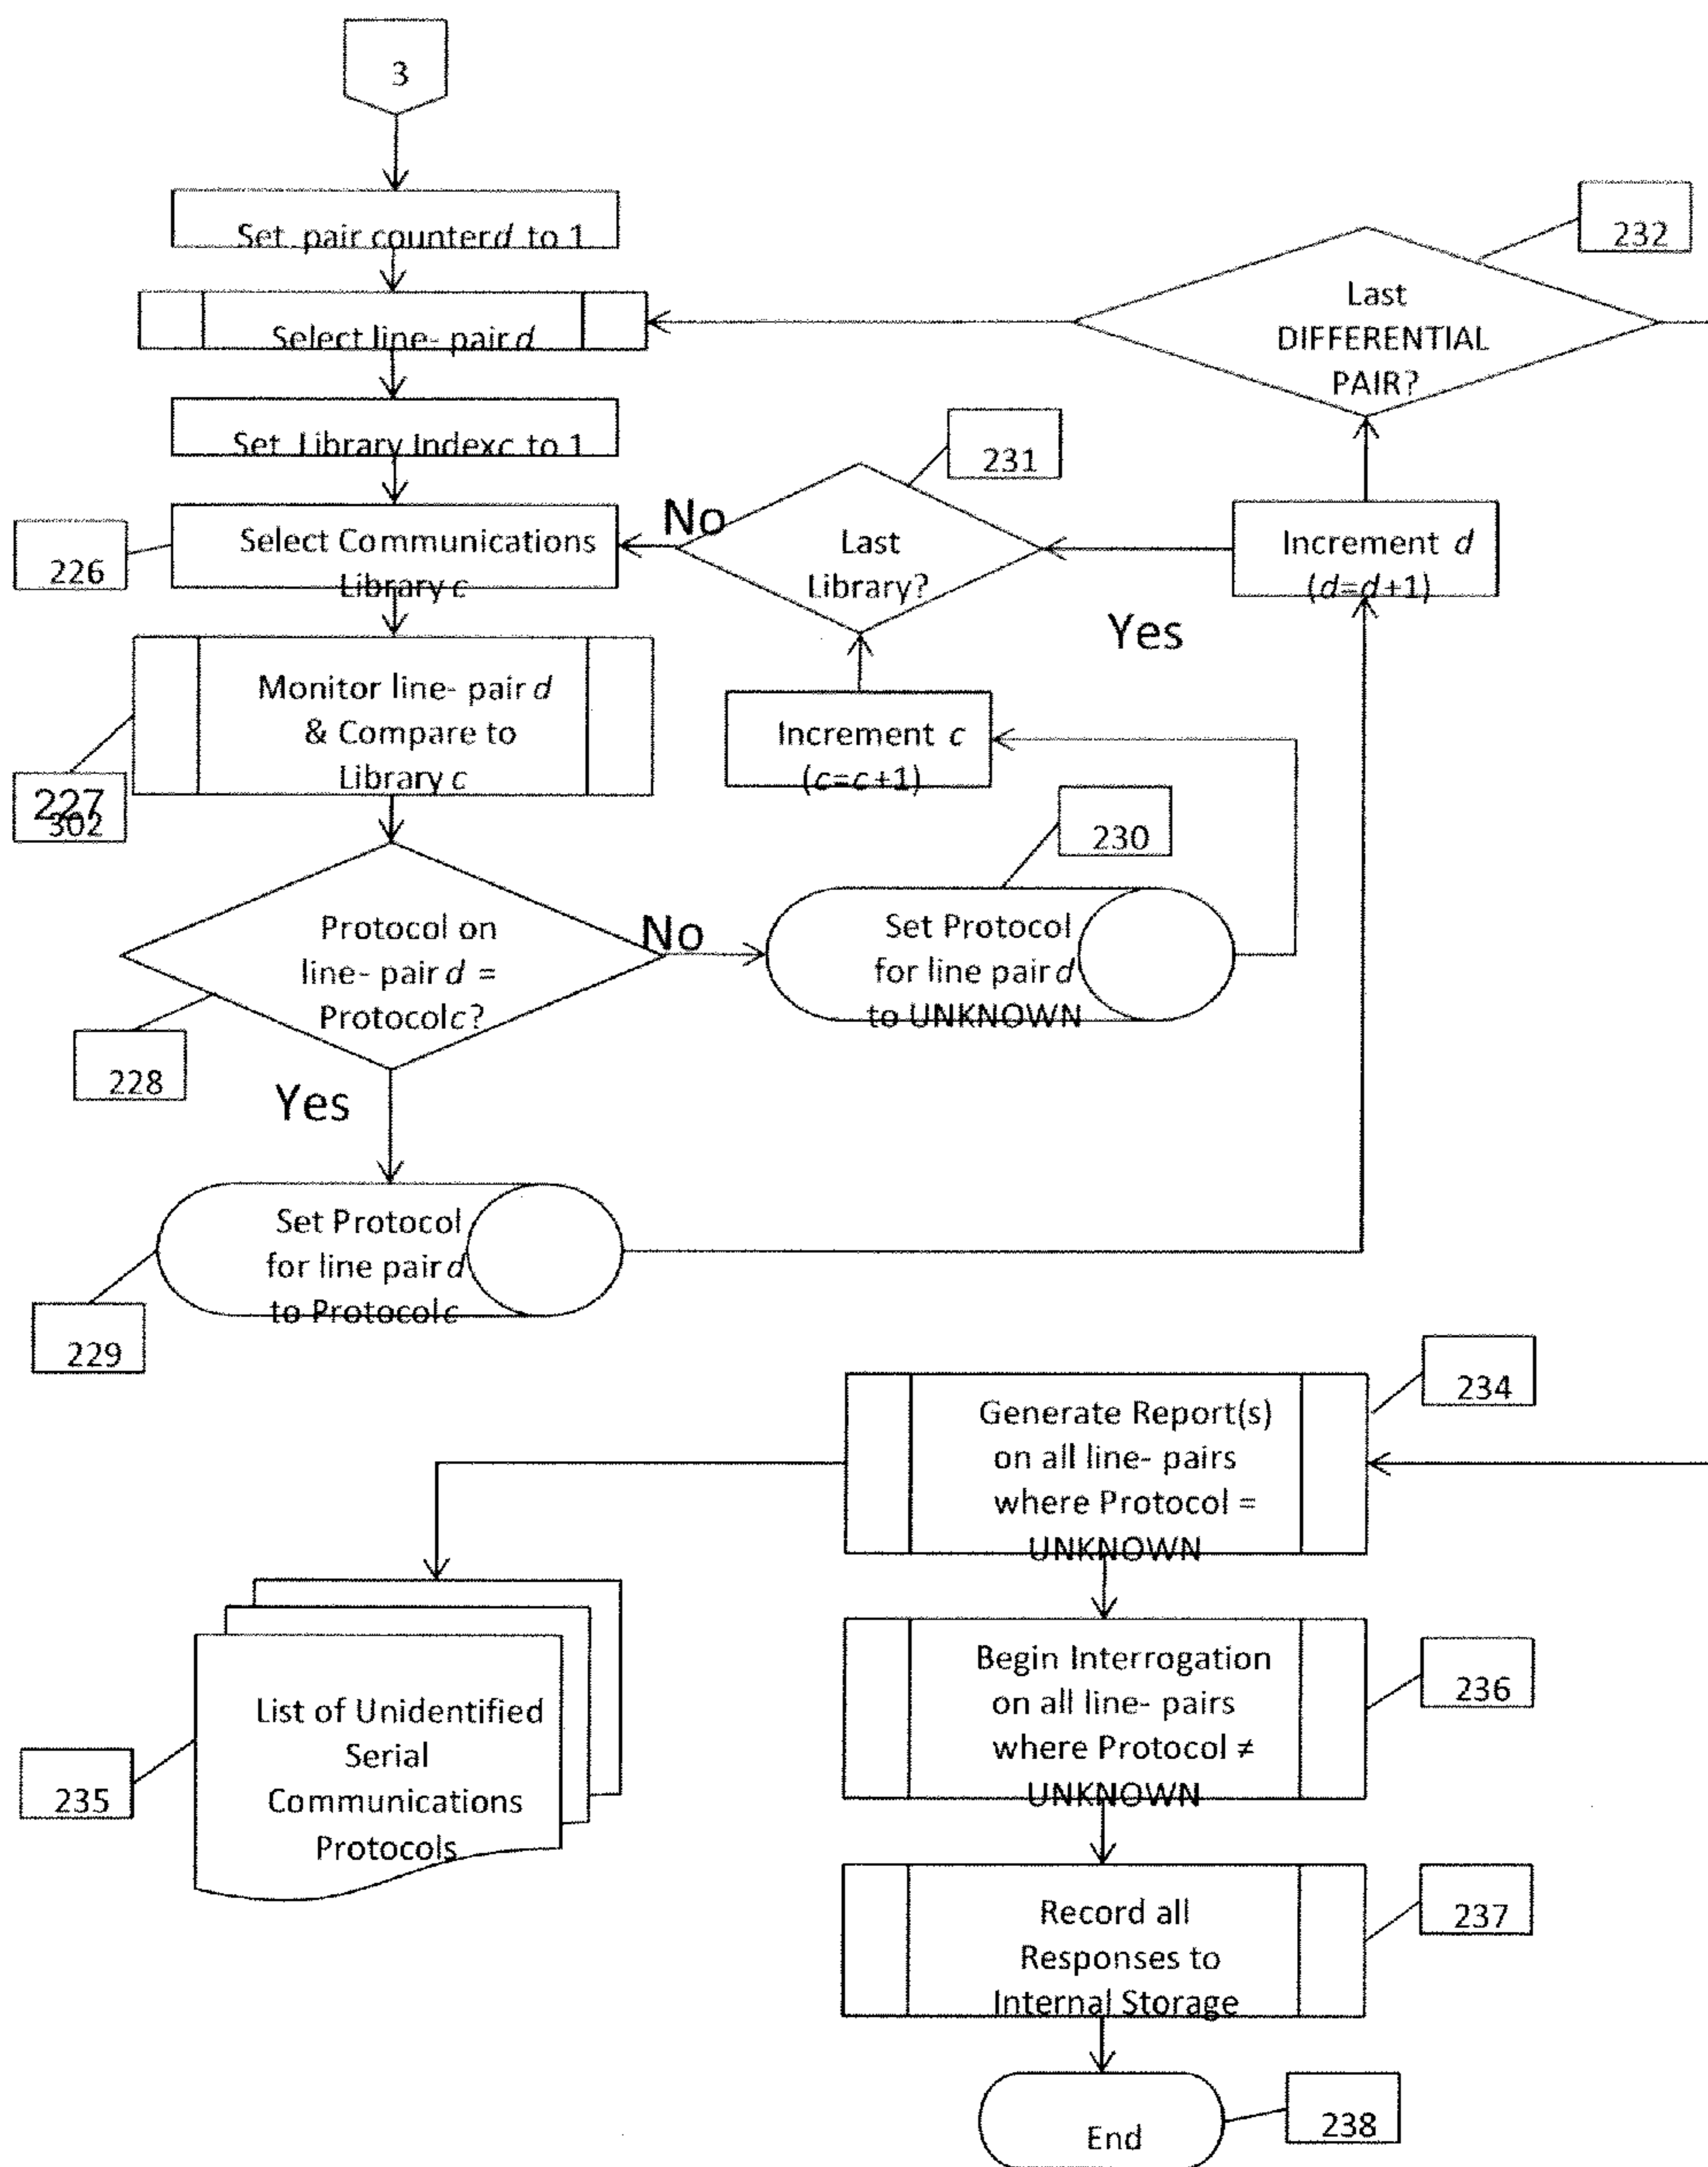 3
Set pair counter d to 1
Select line- pair d
Set Library Index c to 1
226
Select Communications
Library c
No
Last
Library?
231
Last
DIFFERENTIAL
PAIR?
232
Increment d
(d=d+1)
Yes
Increment c
(c=c+1)
Monitor line- pair d
& Compare to
Library c
227
302
Protocol on
line- pair d =
Protocol c?
228
No
Set Protocol
for line pair d
to UNKNOWN
230
Yes
Set Protocol
for line pair d
to Protocol c
229
Generate Report(s)
on all line- pairs
where Protocol =
UNKNOWN
234
List of Unidentified
Serial
Communications
Protocols
235
Begin Interrogation
on all line- pairs
where Protocol ≠
UNKNOWN
236
Record all
Responses to
Internal Storage
237
End
238